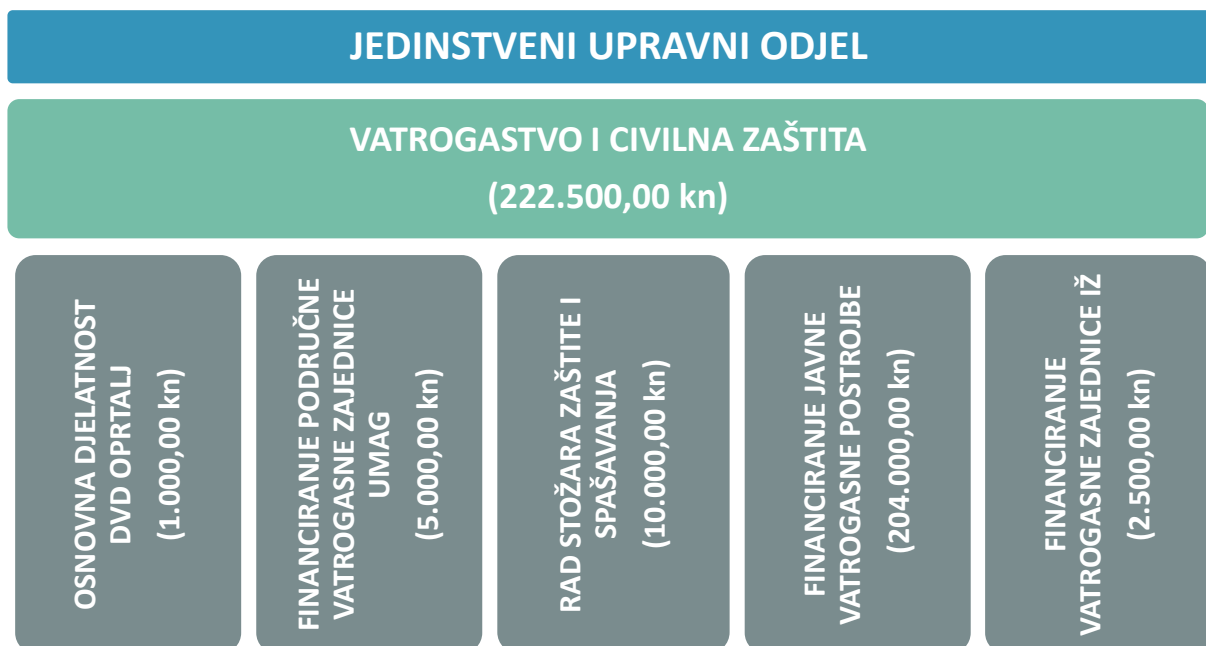 JEDINSTVENI UPRAVNI ODJEL
VATROGASTVO I CIVILNA ZAŠTITA
(222.500,00 kn)
OSNOVNA DJELATNOST
DVD OPRTALJ
(1.000,00 kn)
FINANCIRANJE PODRUČNE
VATROGASNE ZAJEDNICE
UMAG
(5.000,00 kn)
RAD STOŽARA ZAŠTITE I
SPAŠAVANJA
(10.000,00 kn)
FINANCIRANJE JAVNE
VATROGASNE POSTROJBE
(204.000,00 kn)
FINANCIRANJE
VATROGASNE ZAJEDNICE IŽ
(2.500,00 kn)